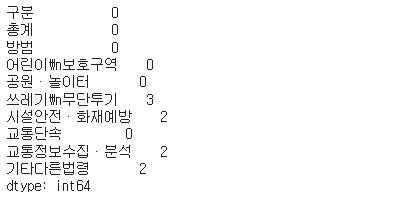 구분 0
총계 0
방범 0
어린이₩n보호구역 0
공원·놀이터 0
쓰레기₩n무단투기 3
시설안전·화재예방 2
교통단속 0
교통정보수집·분석 2
기타다른법령 2
dtype: int64